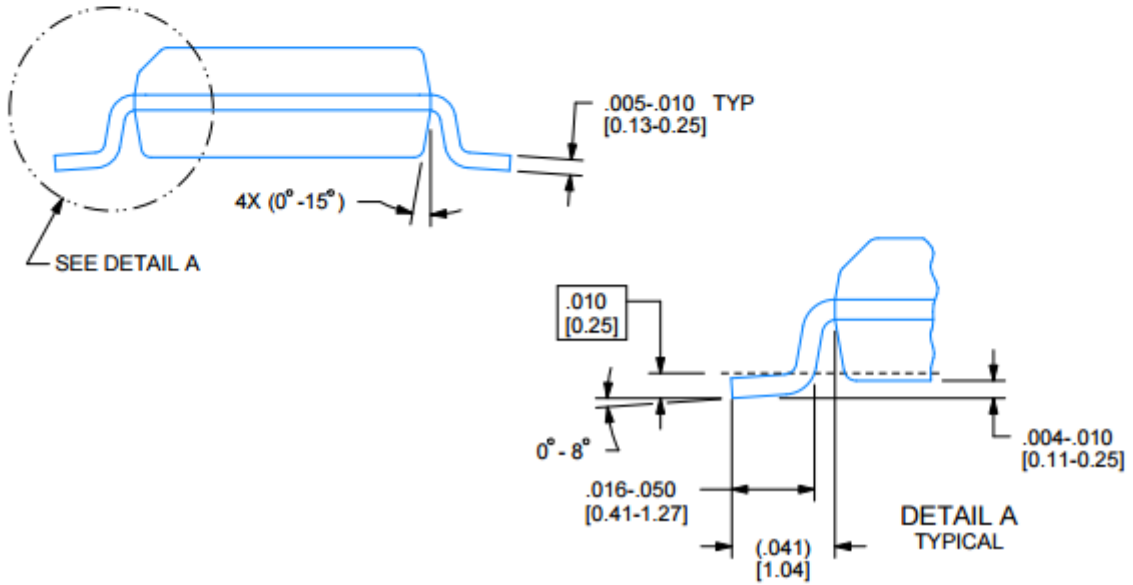 .005-.010 TYP
[0.13-0.25]
4X (0°-15°)
SEE DETAIL A
.010
[0.25]
0°-8°
.004-.010
[0.11-0.25]
.016-.050
[0.41-1.27]
DETAIL A
TYPICAL
(.041)
[1.04]